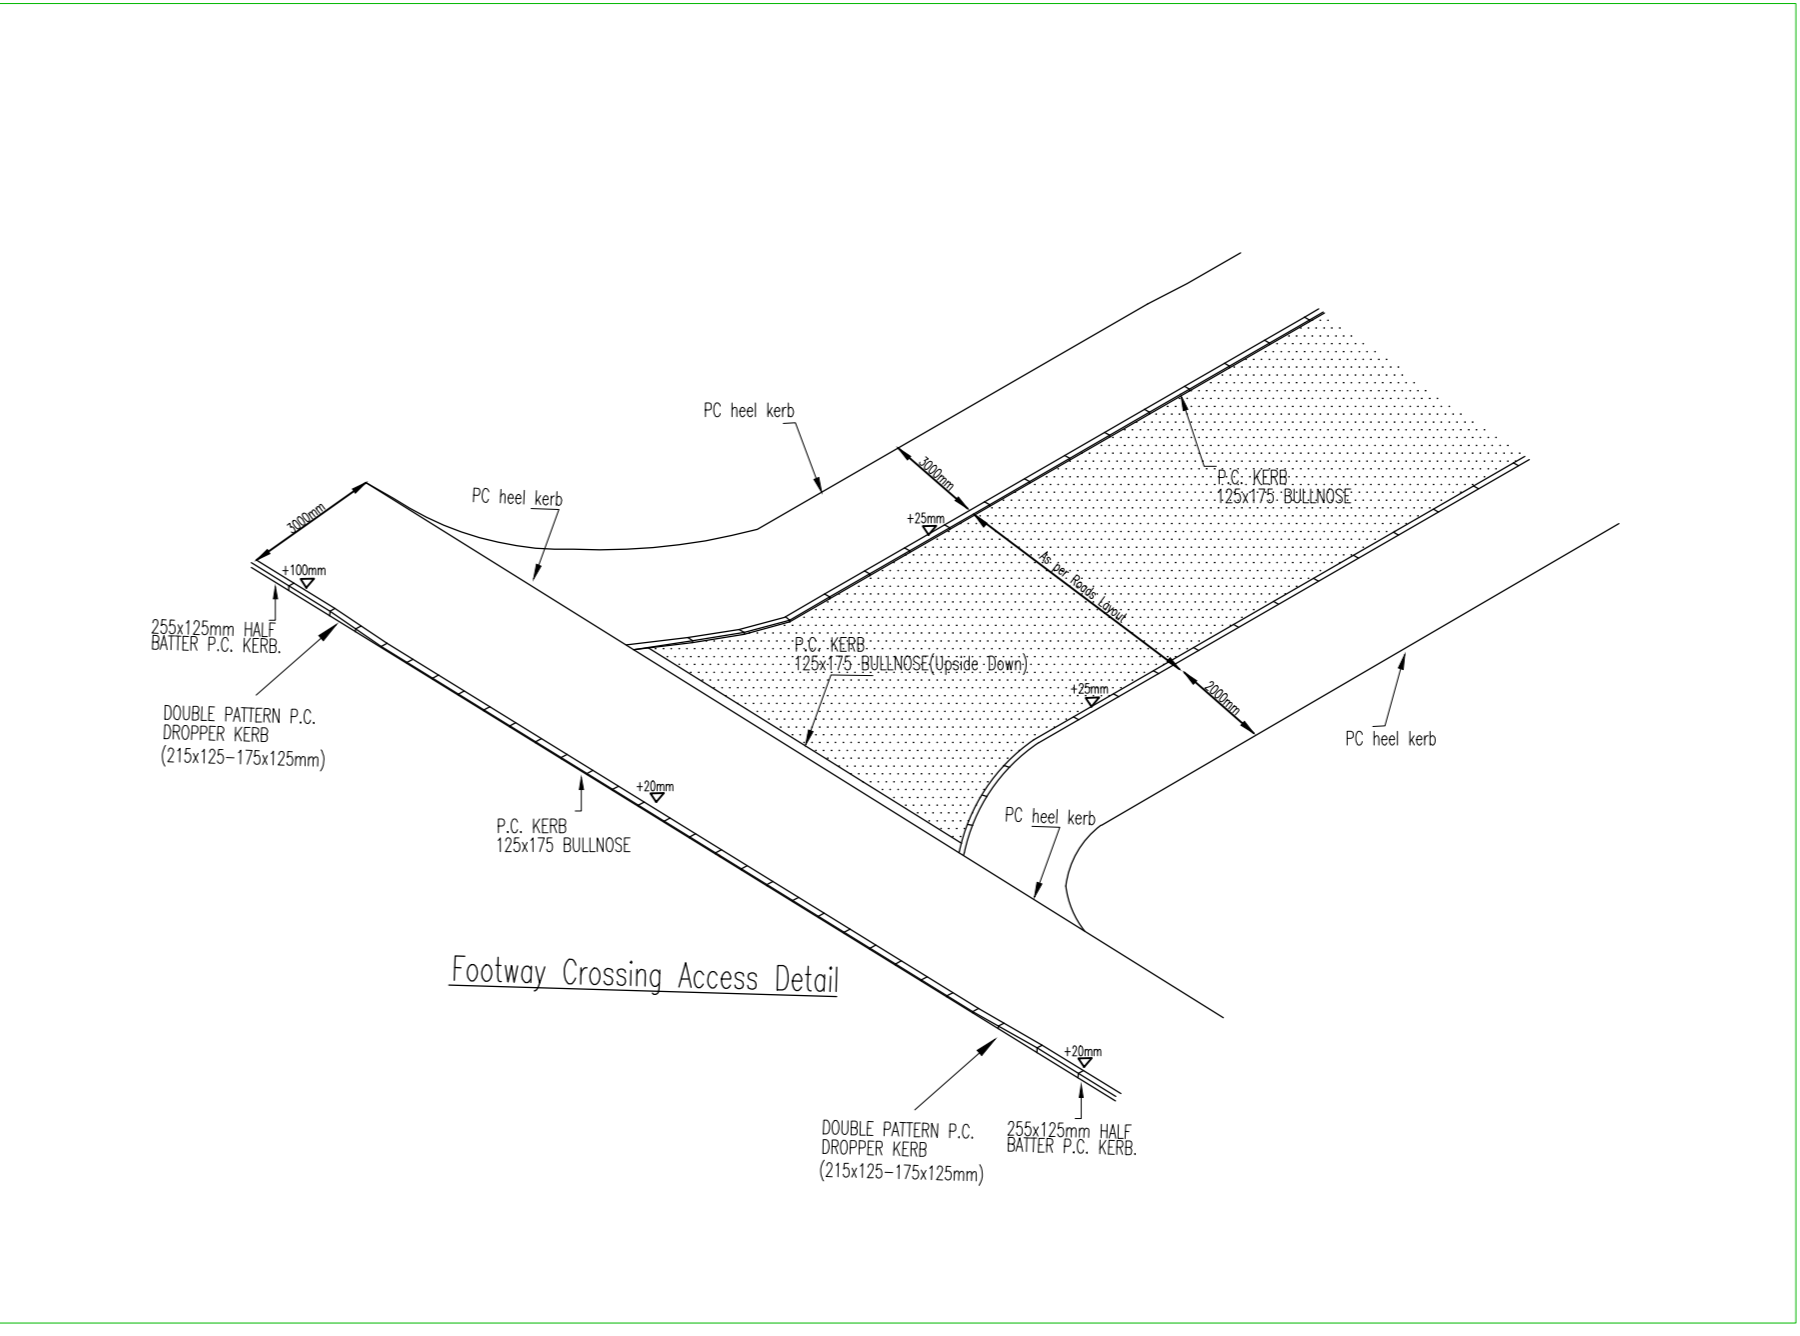 PC heel kerb
3000mm
P.C. KERB
125x175 BULLNOSE
PC heel kerb
3000mm
+25mm
+100mm
As per Roads Layout
255x125mm HALF
BATTER P.C. KERB.
P.C. KERB
125x175 BULLNOSE(Upside Down)
+25mm
2000mm
PC heel kerb
DOUBLE PATTERN P.C.
DROPPER KERB
(215x125-175x125mm)
+20mm
P.C. KERB
125x175 BULLNOSE
PC heel kerb
Footway Crossing Access Detail
+20mm
DOUBLE PATTERN P.C.
DROPPER KERB
(215x125-175x125mm)
255x125mm HALF
BATTER P.C. KERB.